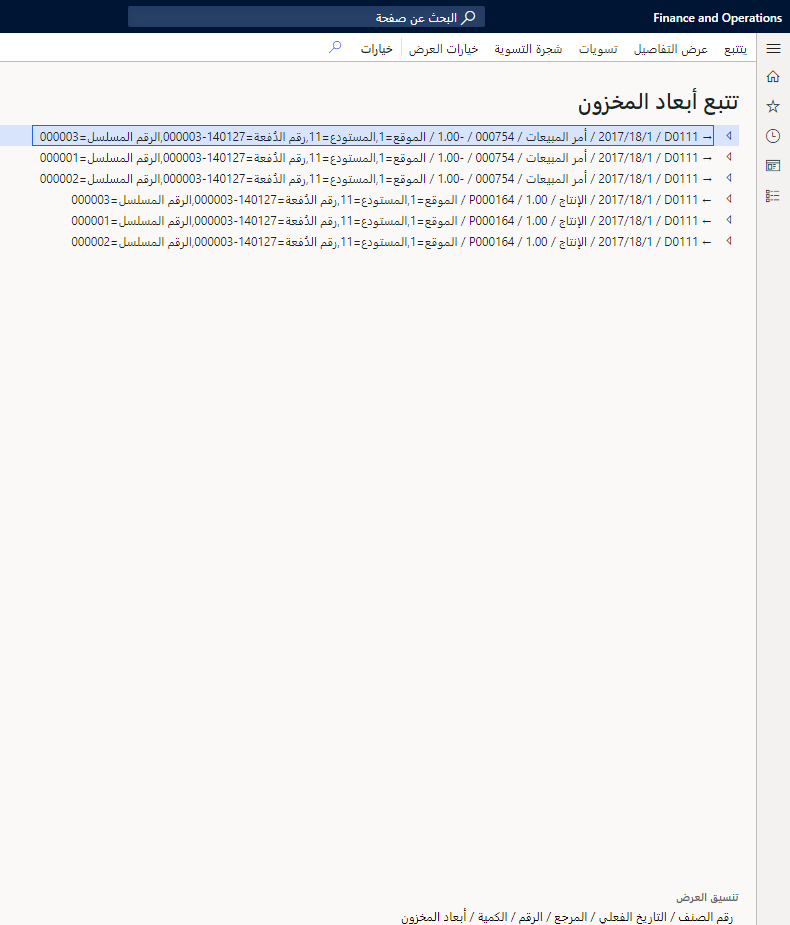 Finance and Operations
البحث عن صفحة
يتتبع عرض التفاصيل تسويات شجرة التسوية خيارات العرض خيارات
تتبع أبعاد المخزون
→ D0111 / 2017/18/1 / أمر المبيعات / 000754 / -1.00 / الموقع=1,المستودع=11,رقم الدُفعة=140127-000003,الرقم المسلسل=000003
→ D0111 / 2017/18/1 / أمر المبيعات / 000754 / -1.00 / الموقع=1,المستودع=11,رقم الدُفعة=140127-000003,الرقم المسلسل=000001
→ D0111 / 2017/18/1 / أمر المبيعات / 000754 / -1.00 / الموقع=1,المستودع=11,رقم الدُفعة=140127-000003,الرقم المسلسل=000002
← D0111 / 2017/18/1 / الإنتاج / P000164 / 1.00 / الموقع=1,المستودع=11,رقم الدُفعة=140127-000003,الرقم المسلسل=000003
← D0111 / 2017/18/1 / الإنتاج / P000164 / 1.00 / الموقع=1,المستودع=11,رقم الدُفعة=140127-000003,الرقم المسلسل=000001
← D0111 / 2017/18/1 / الإنتاج / P000164 / 1.00 / الموقع=1,المستودع=11,رقم الدُفعة=140127-000003,الرقم المسلسل=000002
تنسيق العرض
رقم الصنف / التاريخ الفعلي / المرجع / الرقم / الكمية / أبعاد المخزون